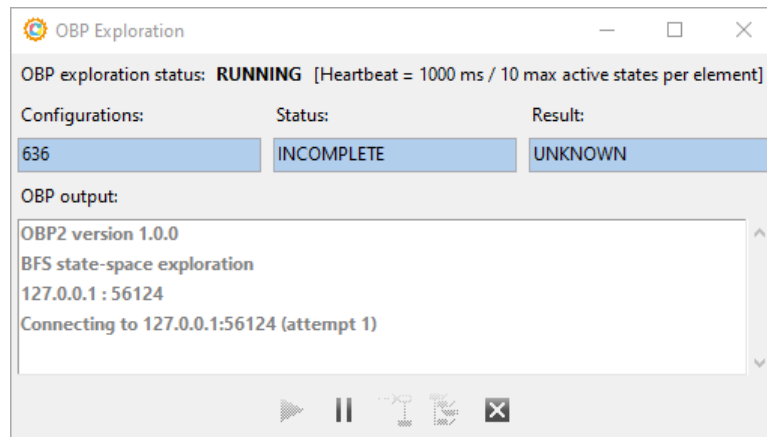 OBP Exploration
OBP exploration status: RUNNING [Heartbeat = 1000 ms / 10 max active states per element]
Configurations: Status: Result:
636 INCOMPLETE UNKNOWN
OBP output:
OBP2 version 1.0.0
BFS state-space exploration
127.0.0.1 : 56124
Connecting to 127.0.0.1:56124 (attempt 1)